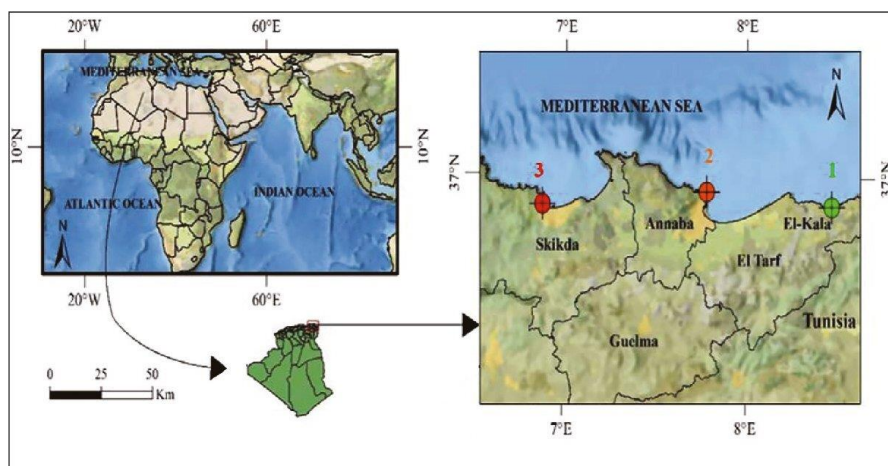 20°W 60°E
MEDITERRANEAN SEA
10°N 10°N
ATLANTIC OCEAN
INDIAN OCEAN
N
20°W 60°E
0 25 50
Km
7°E 8°E
N
MEDITERRANEAN SEA
37°N 37°N
3 2 1
El-Kala
Annaba
Skikda
El Tarf
Tunisia
Guelma
7°E 8°E